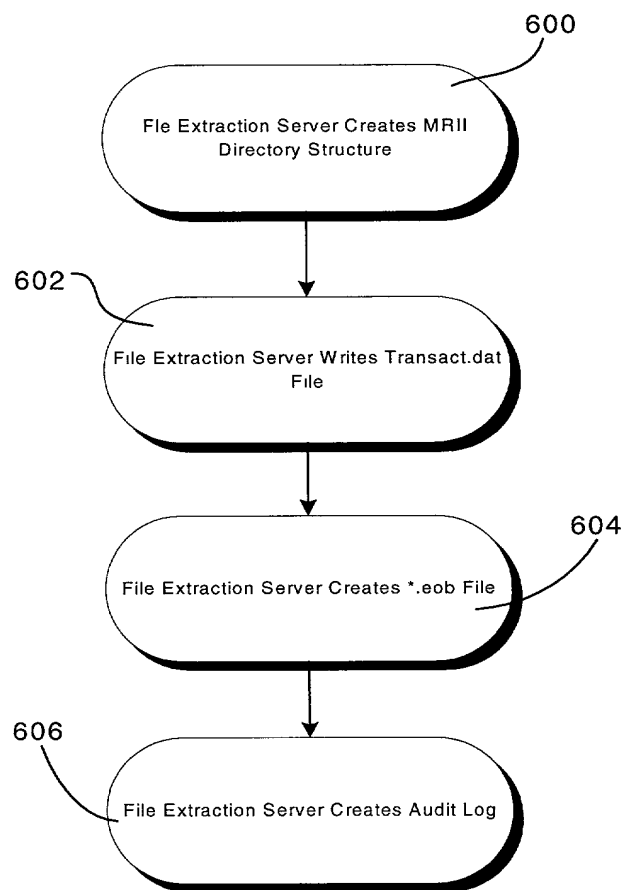 600
Fle Extraction Server Creates MRII
Directory Structure
602
File Extraction Server Writes Transact.dat
File
604
File Extraction Server Creates *.eob File
606
File Extraction Server Creates Audit Log